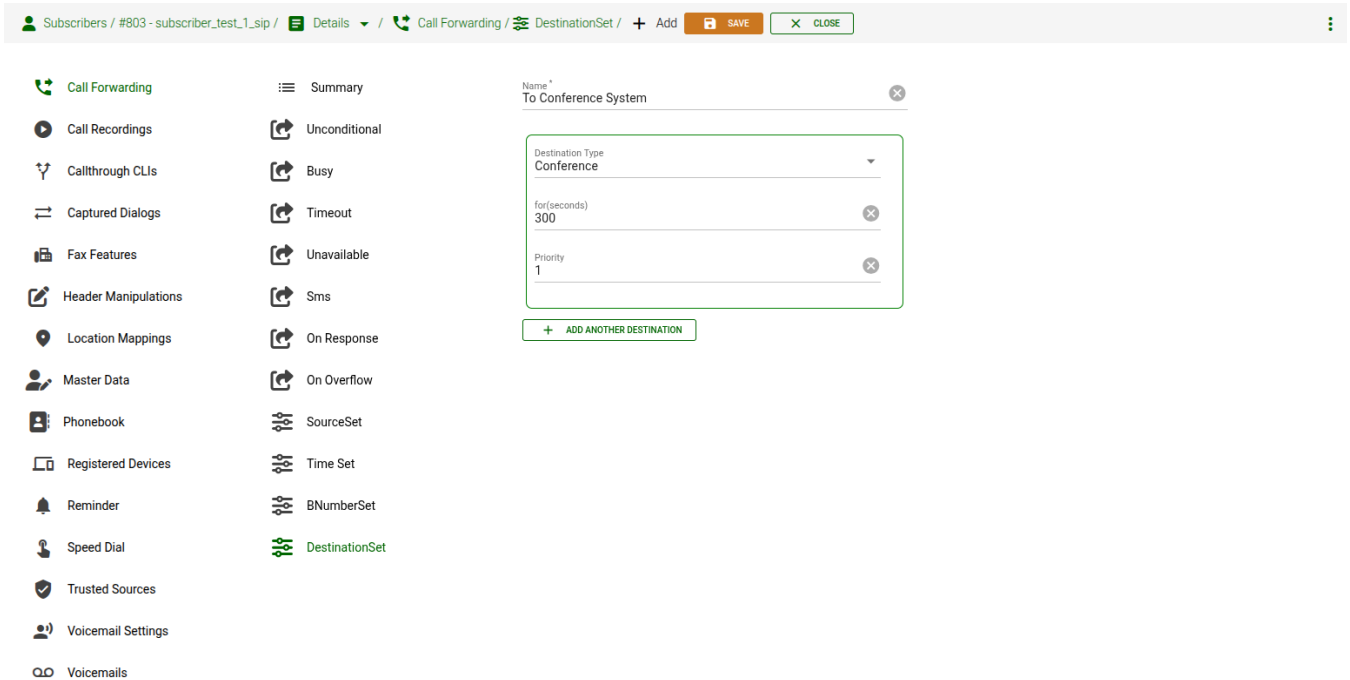 Subscribers / #803 - subscriber_test_1_sip / Details / Call Forwarding / DestinationSet / Add SAVE CLOSE
Call Forwarding
Call Recordings
Callthrough CLIs
Captured Dialogs
Fax Features
Header Manipulations
Location Mappings
Master Data
Phonebook
Registered Devices
Reminder
Speed Dial
Trusted Sources
Voicemail Settings
Voicemails
Summary
Unconditional
Busy
Timeout
Unavailable
Sms
On Response
On Overflow
SourceSet
Time Set
BNumberSet
DestinationSet
Name *
To Conference System
Destination Type
Conference
for(seconds)
300
Priority
1
ADD ANOTHER DESTINATION